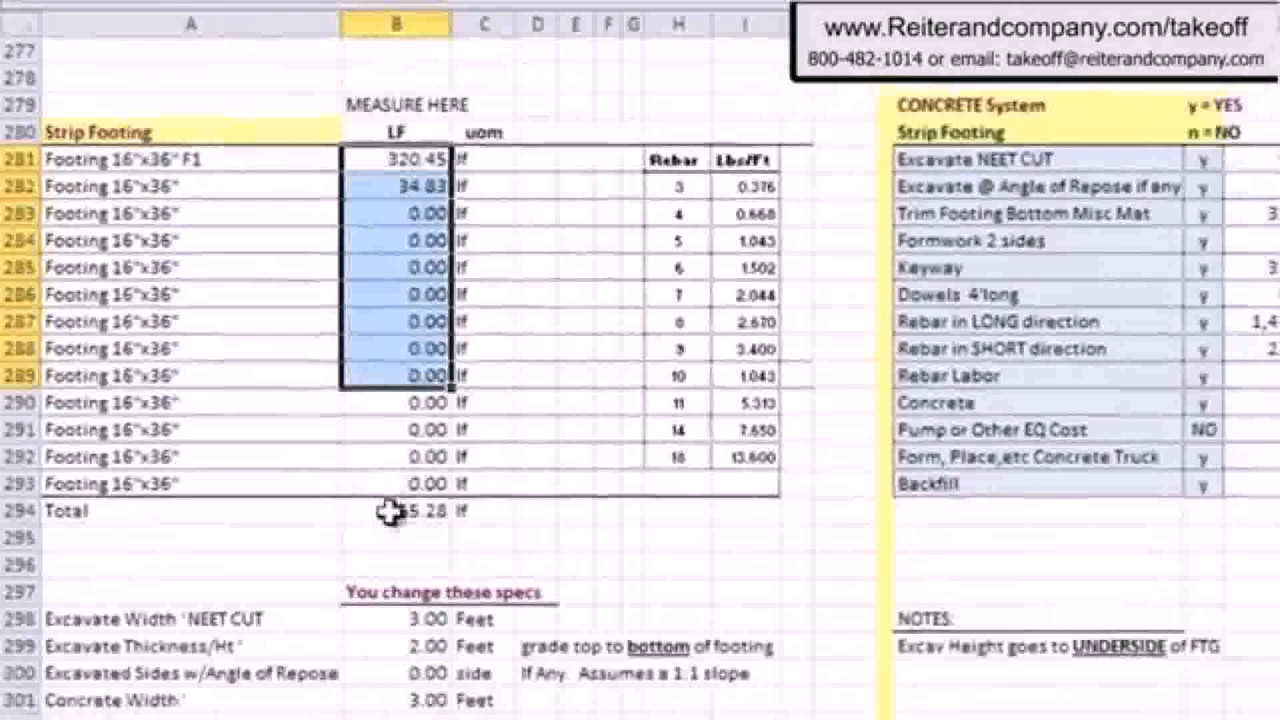 A B C D E F G H I
www.Reiterandcompany.com/takeoff
800-482-1014 or email: takeoff@reiterandcompany.com
277
278
279 MEASURE HERE CONCRETE System y = YES
280 Strip Footing LF uom Strip Footing n = NO
281 Footing 16"x36" F1 320.45 lf Rebar Lbs/Ft Excavate NEET CUT y
282 Footing 16"x36" 34.83 lf 3 0.376 Excavate @ Angle of Repose if any y
283 Footing 16"x36" 0.00 lf 4 0.668 Trim Footing Bottom Misc Mat y 3
284 Footing 16"x36" 0.00 lf 5 1.043 Formwork 2 sides y
285 Footing 16"x36" 0.00 lf 6 1.502 Keyway y 3
286 Footing 16"x36" 0.00 lf 7 2.044 Dowels 4'long y
287 Footing 16"x36" 0.00 lf 8 2.670 Rebar in LONG direction y 1,4
288 Footing 16"x36" 0.00 lf 9 3.400 Rebar in SHORT direction y 2
289 Footing 16"x36" 0.00 lf 10 1.043 Rebar Labor y
290 Footing 16"x36" 0.00 lf 11 5.313 Concrete y
291 Footing 16"x36" 0.00 lf 14 7.650 Pump or Other EQ Cost NO
292 Footing 16"x36" 0.00 lf 13.600 Form, Place,etc Concrete Truck y
293 Footing 16"x36" 0.00 lf Backfill y
294 Total 5.28 lf
295
296
297 You change these specs
298 Excavate Width ' NEET CUT 3.00 Feet NOTES:
299 Excavate Thickness/Ht ' 2.00 Feet grade top to bottom of footing Excav Height goes to UNDERSIDE of FTG
300 Excavated Sides w/Angle of Repose 0.00 side If Any. Assumes a 1:1 slope
301 Concrete Width ' 3.00 Feet